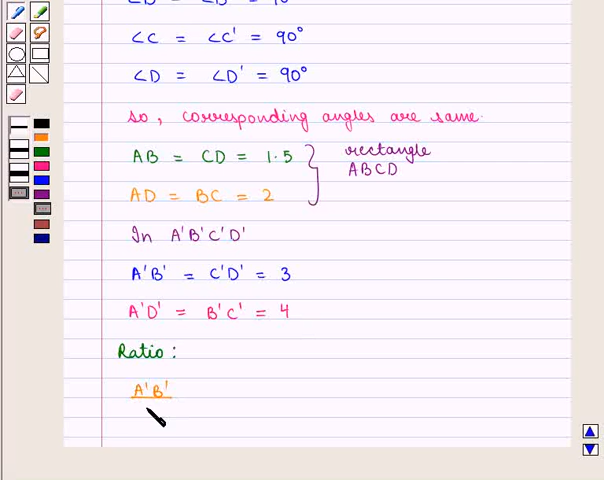 ∠C = ∠C' = 90°
∠D = ∠D' = 90°
so, corresponding angles are same.
AB = CD = 1.5
rectangle
ABCD
AD = BC = 2
In A'B'C'D'
A'B' = C'D' = 3
A'D' = B'C' = 4
Ratio :
A'B'